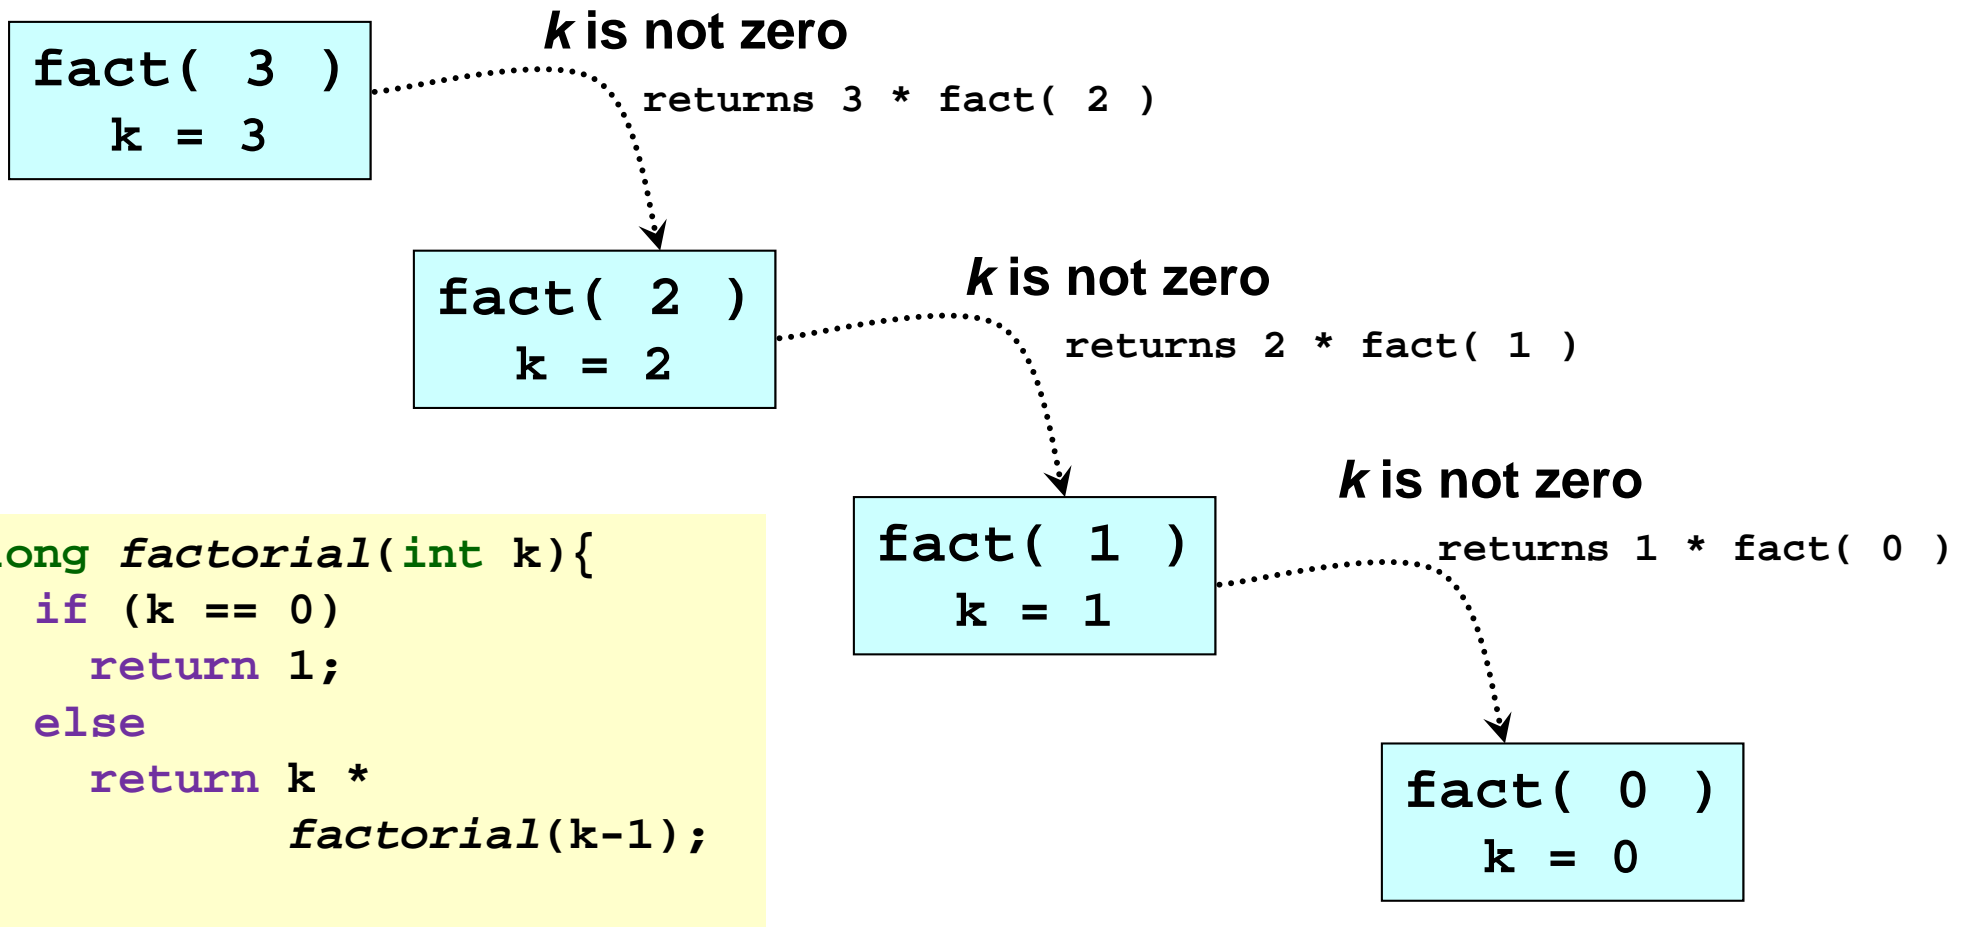 k is not zero
fact( 3 )
k = 3
returns 3 * fact( 2 )
k is not zero
fact( 2 )
k = 2
returns 2 * fact( 1 )
k is not zero
fact( 1 )
k = 1
returns 1 * fact( 0 )
ong factorial(int k){
if (k == 0)
return 1;
else
return k *
factorial(k-1);
fact( 0 )
k = 0